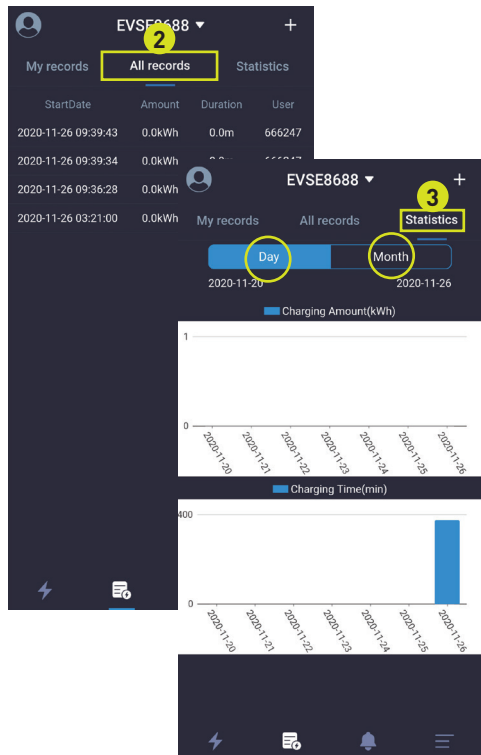 EVSE8688
2
My records All records Statistics
StartDate Amount Duration User
2020-11-26 09:39:43 0.0kWh 0.0m 666247
2020-11-26 09:39:34 0.0kWh
2020-11-26 09:36:28 0.0kWh
2020-11-26 03:21:00 0.0kWh
EVSE8688 +
3
My records All records Statistics
Day Month
2020-11-20 2020-11-26
Charging Amount(kWh)
1
0
2020-11-20 2020-11-21 2020-11-22 2020-11-23 2020-11-24 2020-11-25 2020-11-26
Charging Time(min)
400
0
2020-11-20 2020-11-21 2020-11-22 2020-11-23 2020-11-24 2020-11-25 2020-11-26